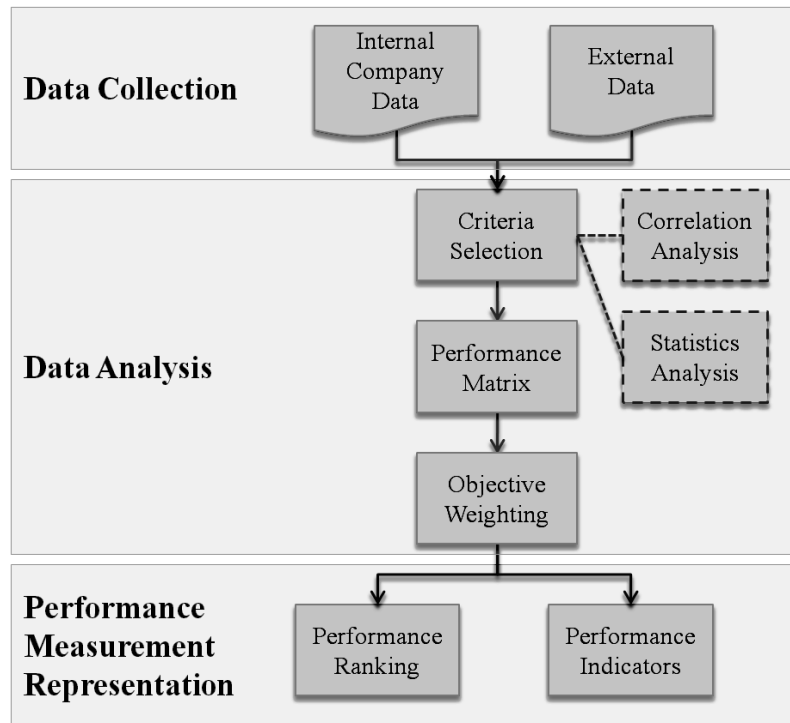 Data Collection
Internal
Company
Data
External
Data
Data Analysis
Criteria
Selection
Correlation
Analysis
Performance
Matrix
Statistics
Analysis
Objective
Weighting
Performance
Measurement
Representation
Performance
Ranking
Performance
Indicators